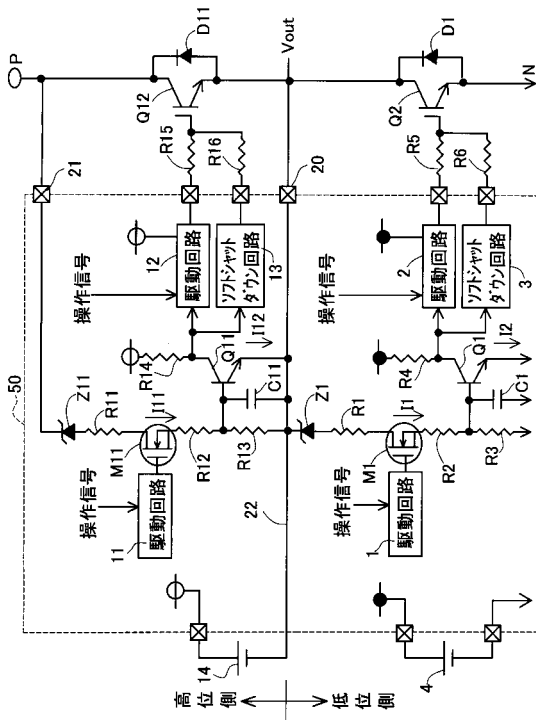 50
P
21
D11
Q12
R15
R16
操作信号
12
駆動回路
ソフトシャット
ダウン回路
13
Z11
R11
R14
I11
M11
Q11
I12
操作信号
11
駆動回路
R12
C11
R13
20
Vout
22
14
高位側
低位側
Z1
R1
操作信号
2
駆動回路
ソフトシャット
ダウン回路
3
R5
R6
Q2
D1
R4
I1
M1
Q1
I2
操作信号
1
駆動回路
R2
C1
R3
4
N